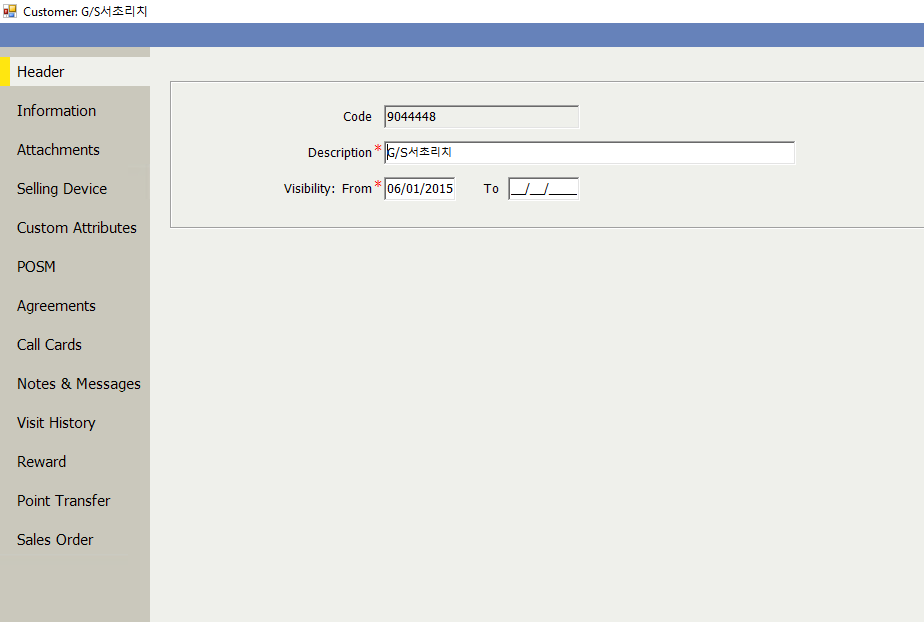 Customer: G/S서초리치
Header
Information
Attachments
Selling Device
Custom Attributes
POSM
Agreements
Call Cards
Notes & Messages
Visit History
Reward
Point Transfer
Sales Order
Code 9044448
Description* G/S서초리치
Visibility: From* 06/01/2015 To __/__/____